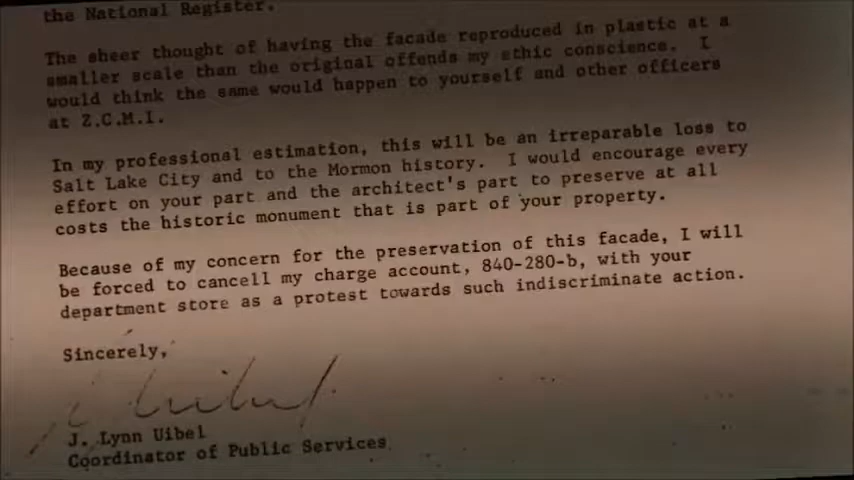 the National Register.
The sheer thought of having the facade reproduced in plastic at a
smaller scale than the original offends my ethic conscience. I
would think the same would happen to yourself and other officers
at Z.C.M.I.
In my professional estimation, this will be an irreparable loss to
Salt Lake City and to the Mormon history. I would encourage every
effort on your part and the architect's part to preserve at all
costs the historic monument that is part of your property.
Because of my concern for the preservation of this facade, I will
be forced to cancell my charge account, 840-280-b, with your
department store as a protest towards such indiscriminate action.
Sincerely,
J. Lynn Uibel
Coordinator of Public Services